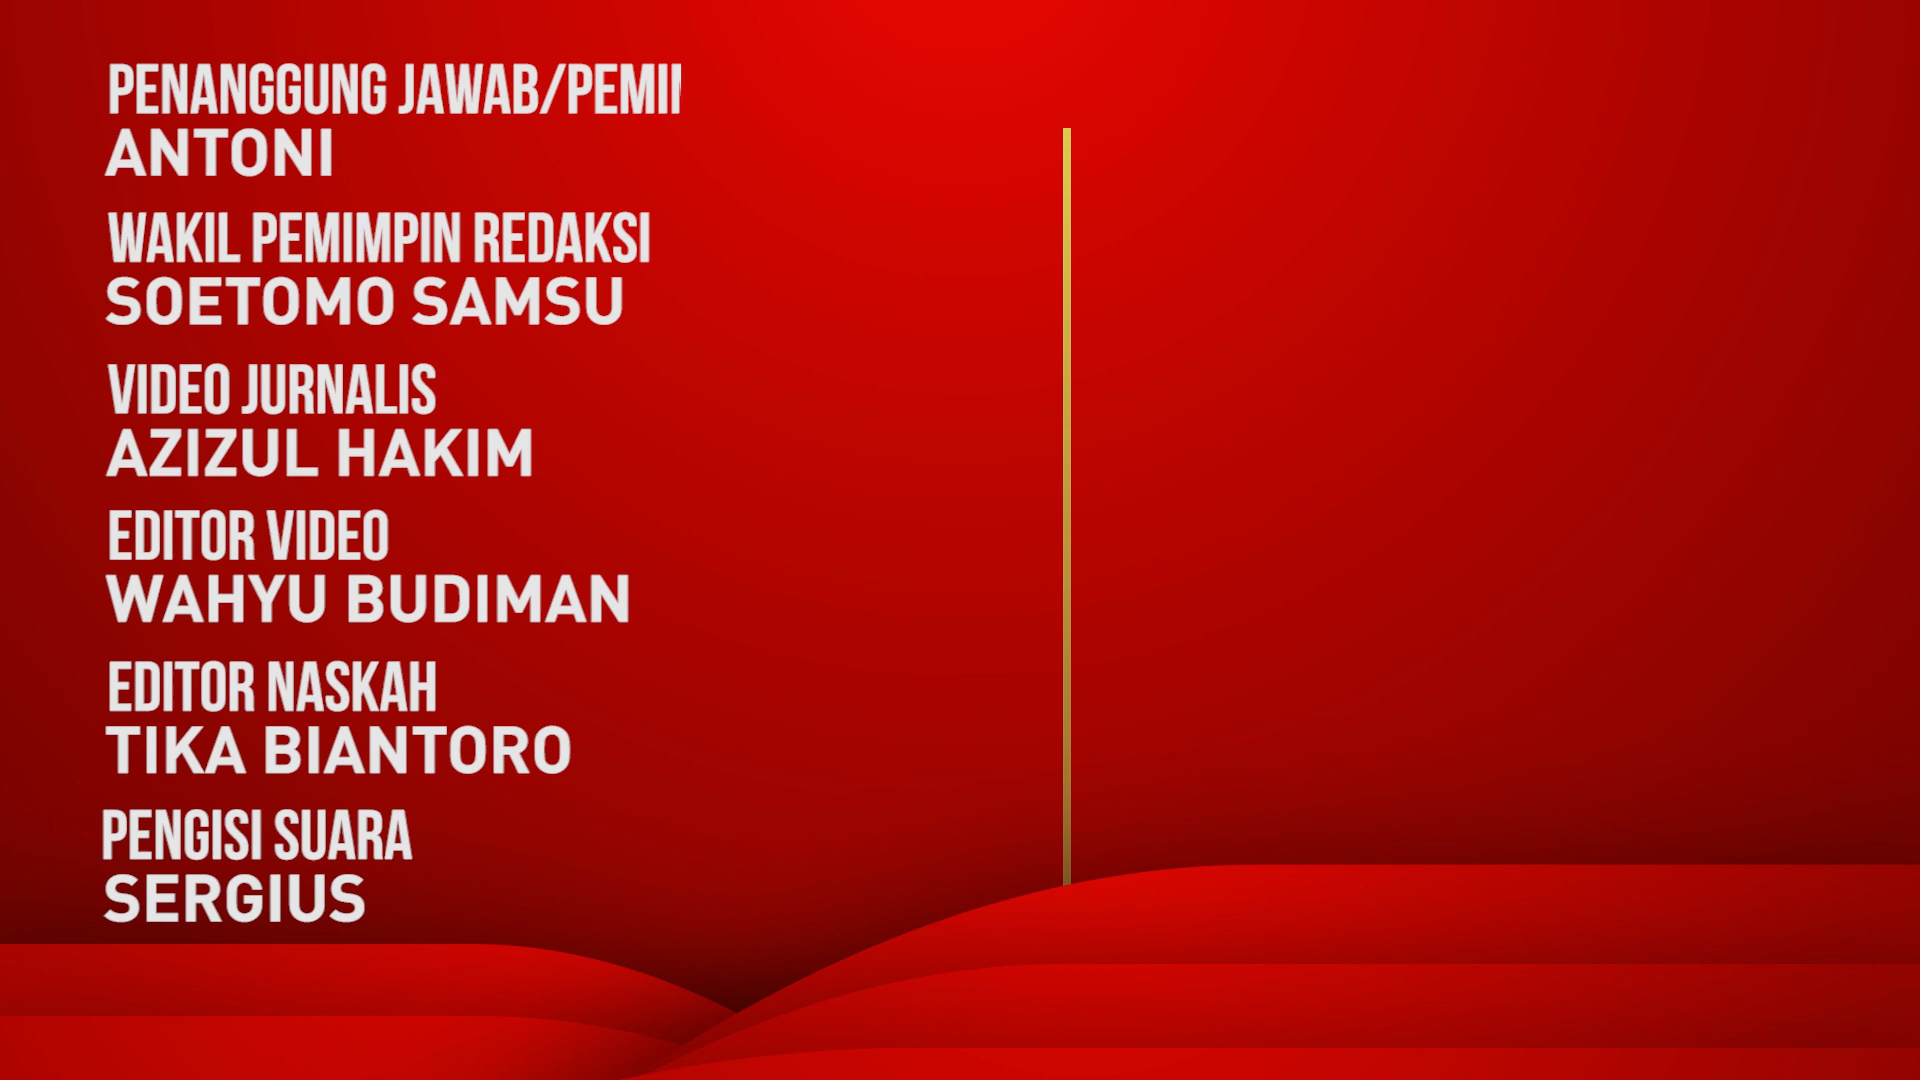 PENANGGUNG JAWAB/PEMI
ANTONI
WAKIL PEMIMPIN REDAKSI
SOETOMO SAMSU
VIDEO JURNALIS
AZIZUL HAKIM
EDITOR VIDEO
WAHYU BUDIMAN
EDITOR NASKAH
TIKA BIANTORO
PENGISI SUARA
SERGIUS